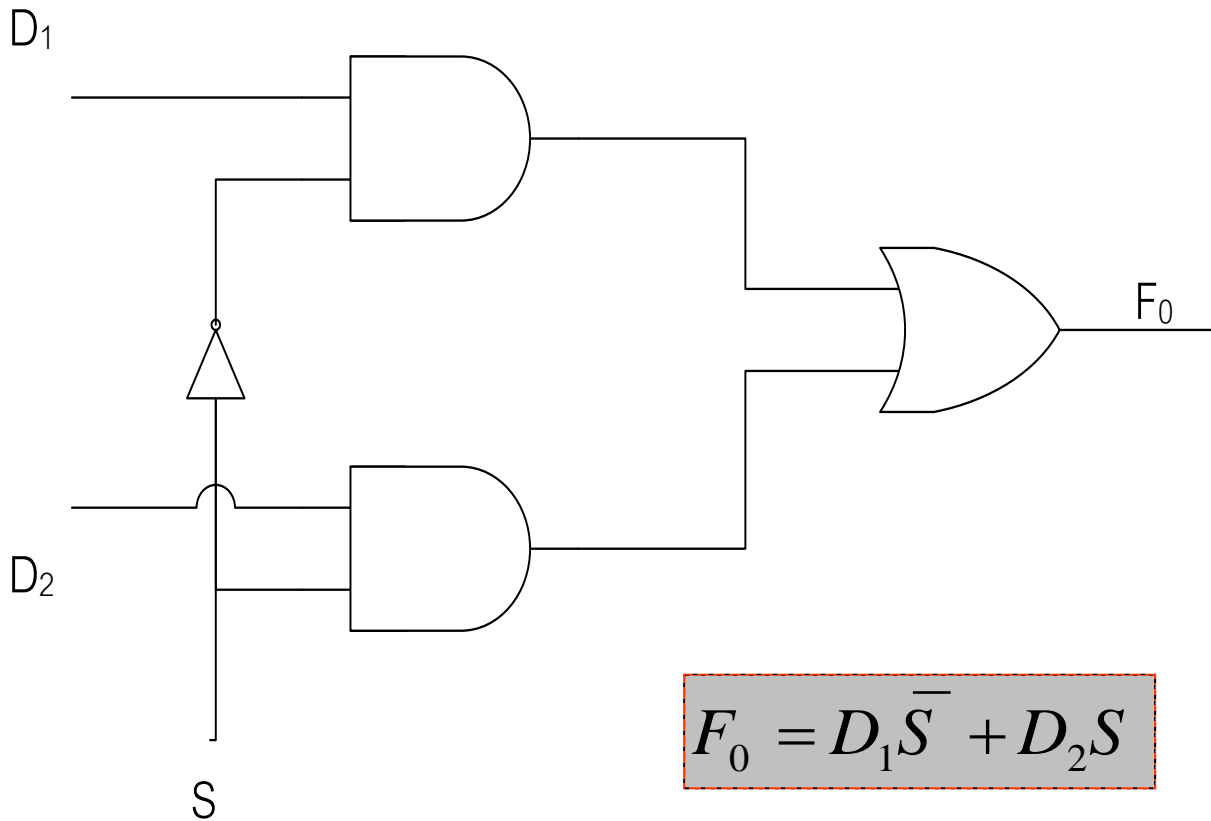 D₁
F₀
D₂
F₀ = D₁S̅ + D₂S
S